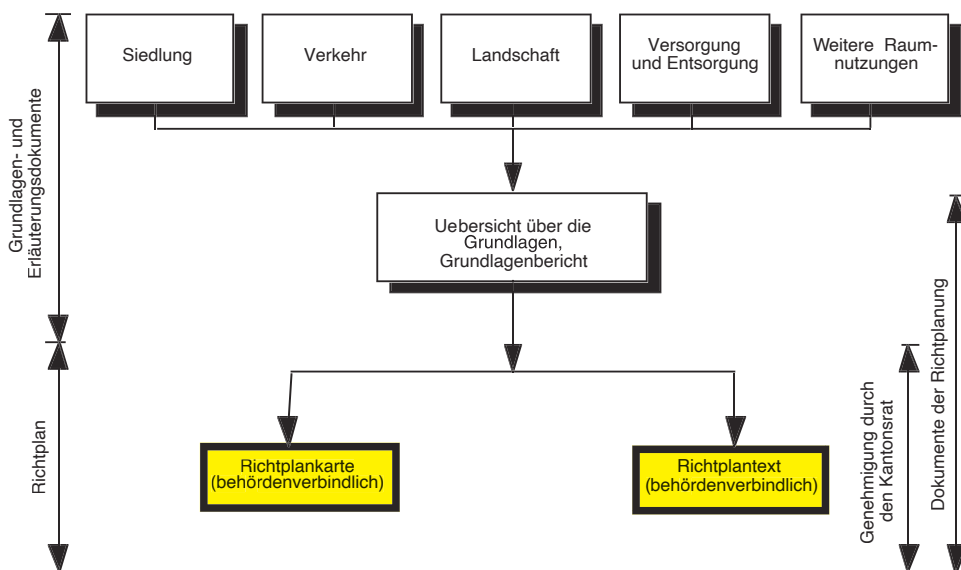 Siedlung
Verkehr
Landschaft
Versorgung
und Entsorgung
Weitere Raum-
nutzungen
Grundlagen- und
Erläuterungsdokumente
Uebersicht über die
Grundlagen,
Grundlagenbericht
Richtplan
Richtplankarte
(behördenverbindlich)
Richtplantext
(behördenverbindlich)
Genehmigung durch
den Kantonsrat
Dokumente der Richtplanung